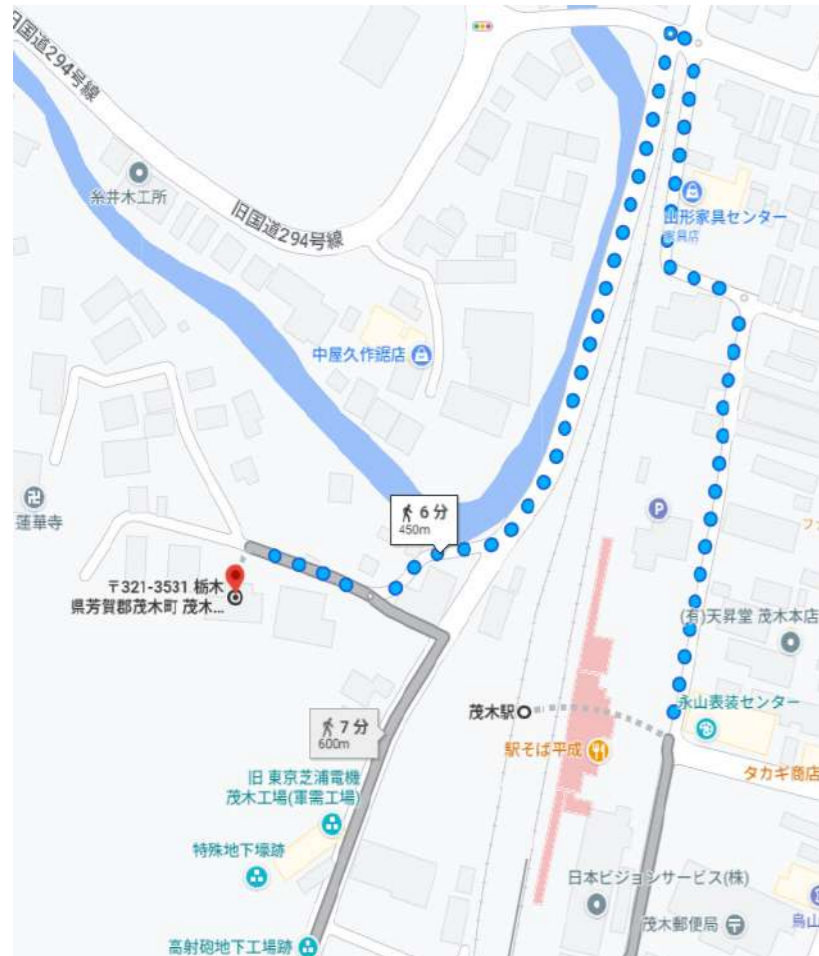 旧国道294号線
糸井木工所
旧国道294号線
山形家具センター
家具店
中屋久作鋸店
蓮華寺
6 分
450m
P
〒321-3531 栃木
県芳賀郡茂木町 茂木...
(有)天昇堂 茂木本店
永山表装センター
茂木駅
7 分
600m
駅そば平成
タカギ商店
旧 東京芝浦電機
茂木工場(軍需工場)
特殊地下壕跡
日本ビジョンサービス(株)
茂木郵便局
烏山
高射砲地下工場跡